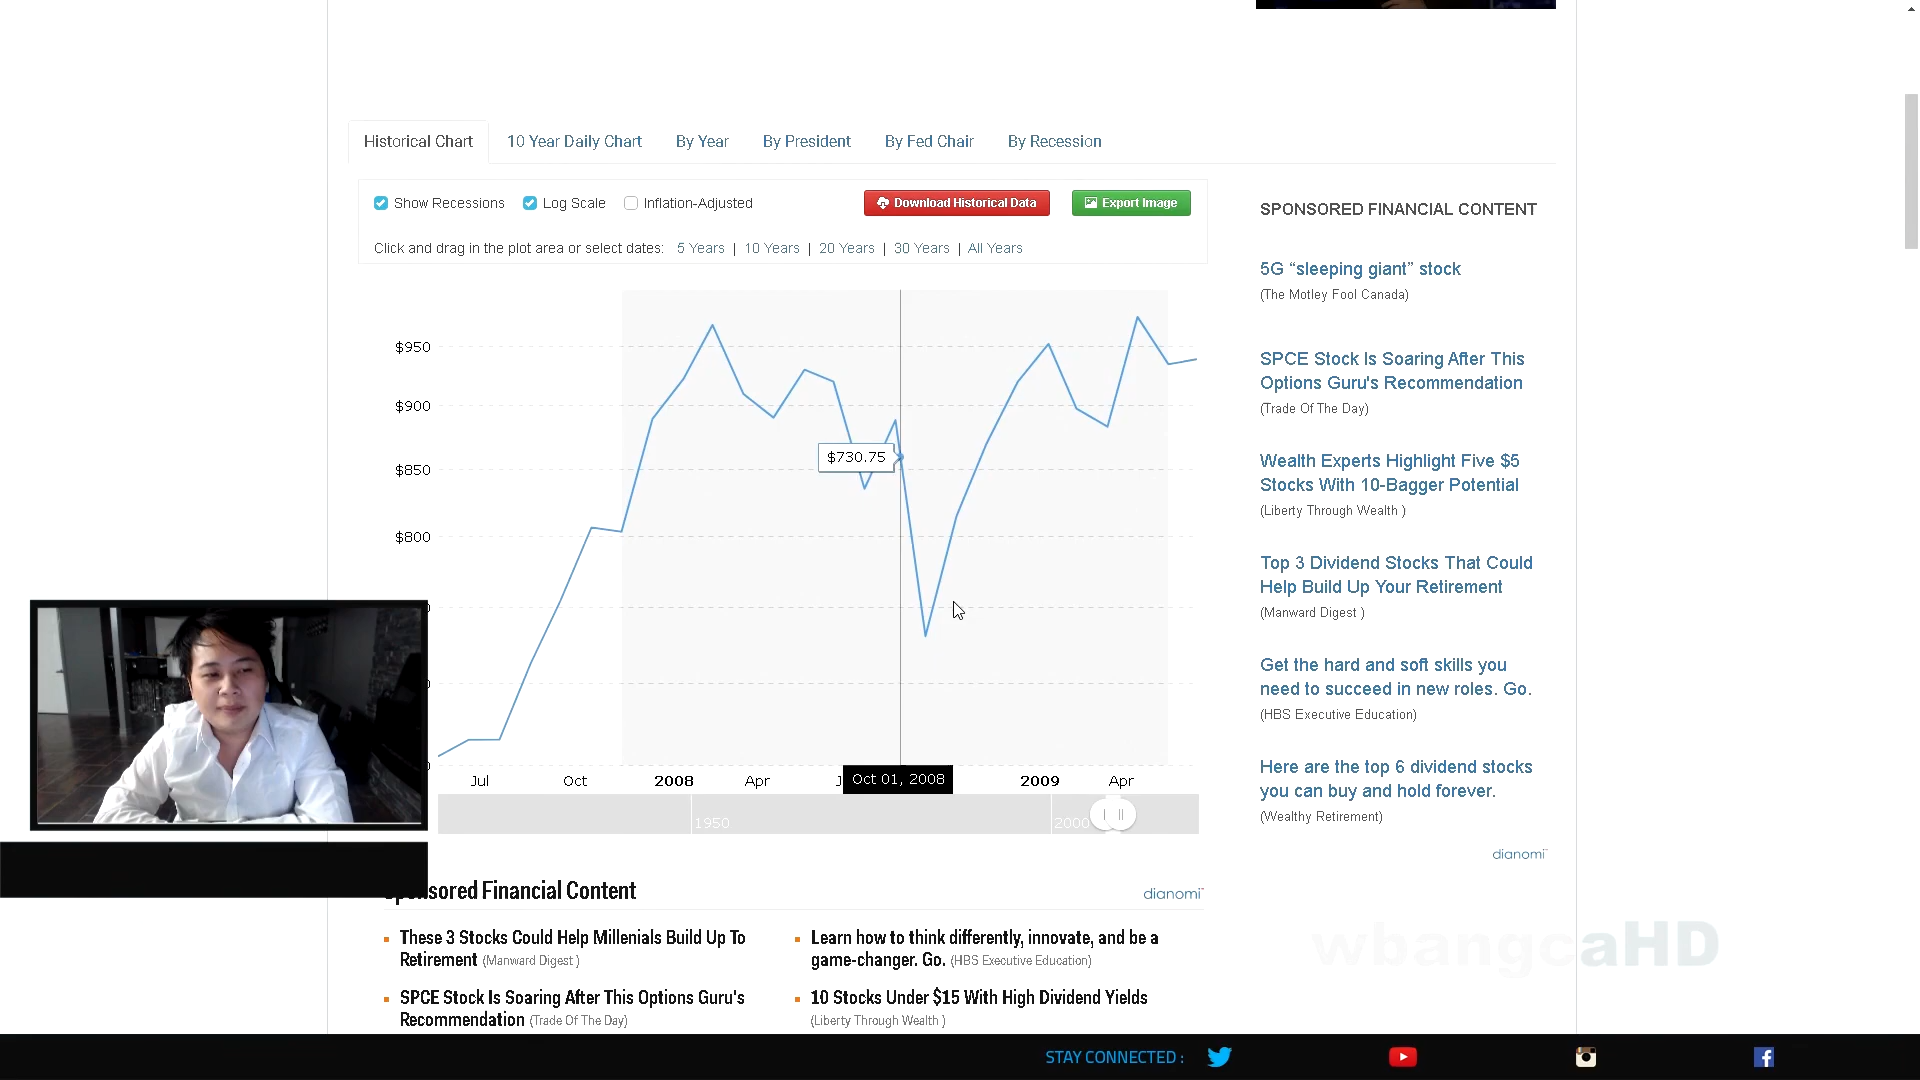 Historical Chart
10 Year Daily Chart
By Year
By President
By Fed Chair
By Recession
Show Recessions
Log Scale
Inflation-Adjusted
Download Historical Data
Export Image
Click and drag in the plot area or select dates: 5 Years | 10 Years | 20 Years | 30 Years | All Years
$950
$900
$850
$800
$730.75
Jul
Oct
2008
Apr
Oct 01, 2008
2009
Apr
1950
2000
SPONSORED FINANCIAL CONTENT
5G “sleeping giant” stock
(The Motley Fool Canada)
SPCE Stock Is Soaring After This
Options Guru's Recommendation
(Trade Of The Day)
Wealth Experts Highlight Five $5
Stocks With 10-Bagger Potential
(Liberty Through Wealth )
Top 3 Dividend Stocks That Could
Help Build Up Your Retirement
(Manward Digest )
Get the hard and soft skills you
need to succeed in new roles. Go.
(HBS Executive Education)
Here are the top 6 dividend stocks
you can buy and hold forever.
(Wealthy Retirement)
dianomi
Sponsored Financial Content
dianomi
These 3 Stocks Could Help Millenials Build Up To
Retirement (Manward Digest )
SPCE Stock Is Soaring After This Options Guru's
Recommendation (Trade Of The Day)
Learn how to think differently, innovate, and be a
game-changer. Go. (HBS Executive Education)
10 Stocks Under $15 With High Dividend Yields
(Liberty Through Wealth )
wbangcaHD
STAY CONNECTED :